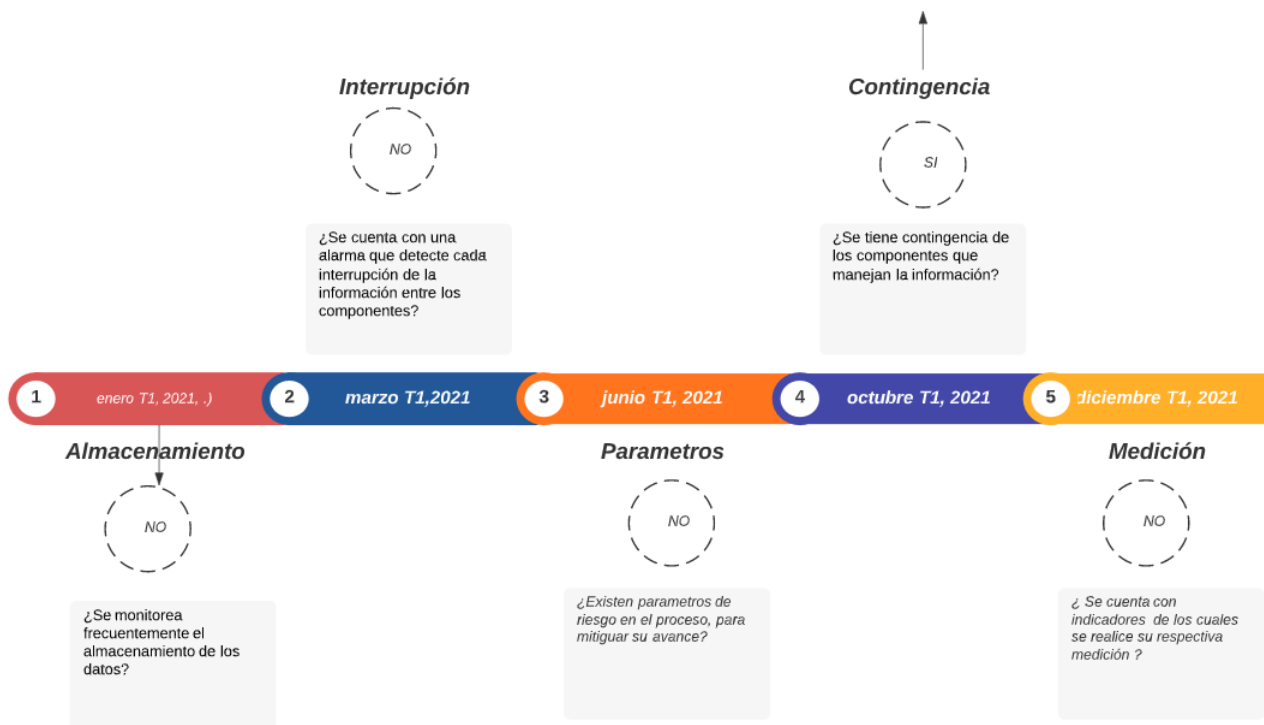 Interrupción
NO
¿Se cuenta con una
alarma que detecte cada
interrupción de la
información entre los
componentes?
Contingencia
SI
¿Se tiene contingencia de
los componentes que
manejan la información?
1
enero T1, 2021, .)
2
marzo T1,2021
3
junio T1, 2021
4
octubre T1, 2021
5
diciembre T1, 2021
Almacenamiento
NO
¿Se monitorea
frecuentemente el
almacenamiento de los
datos?
Parametros
NO
¿Existen parametros de
riesgo en el proceso, para
mitiguar su avance?
Medición
NO
¿ Se cuenta con
indicadores de los cuales
se realice su respectiva
medición ?